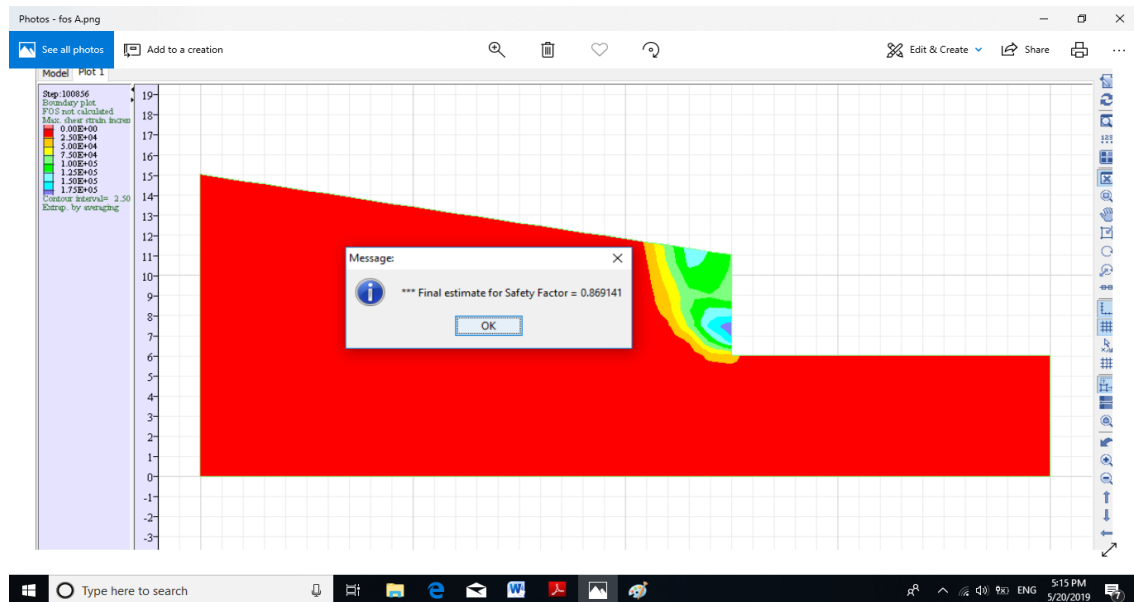 Photos - fos A.png
See all photos
Add to a creation
Edit & Create
Share
Model Plot 1
Step:100856
Boundary plot
FOS not calculated
Max. shear strain increm
0.00E+00
2.50E+04
5.00E+04
7.50E+04
1.00E+05
1.25E+05
1.50E+05
1.75E+05
Contour interval= 2.50
Extrap. by averaging
19
18
17
16
15
14
13
12
11
10
9
8
7
6
5
4
3
2
1
0
-1
-2
-3
Message:
*** Final estimate for Safety Factor = 0.869141
OK
123
x,y
Type here to search
ENG
5:15 PM
5/20/2019